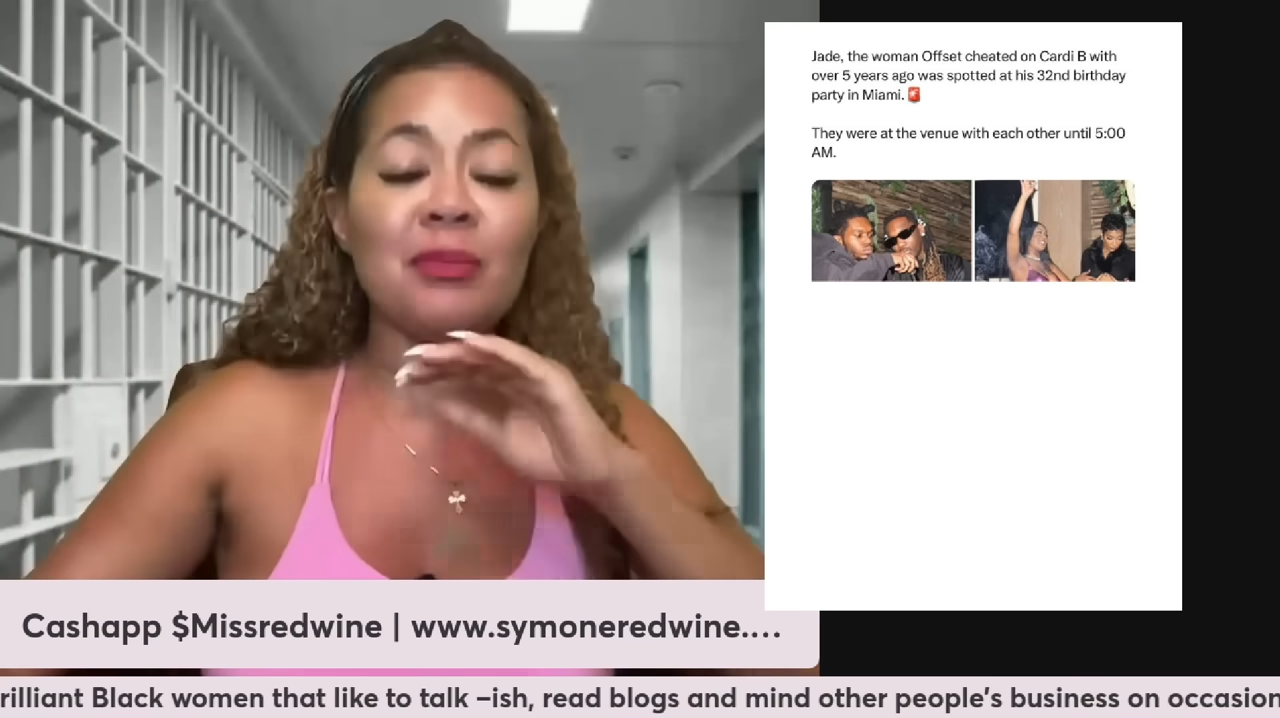 Jade, the woman Offset cheated on Cardi B with
over 5 years ago was spotted at his 32nd birthday
party in Miami. 🚨
They were at the venue with each other until 5:00
AM.
Cashapp $Missredwine | www.symoneredwine....
rilliant Black women that like to talk –ish, read blogs and mind other people's business on occasion